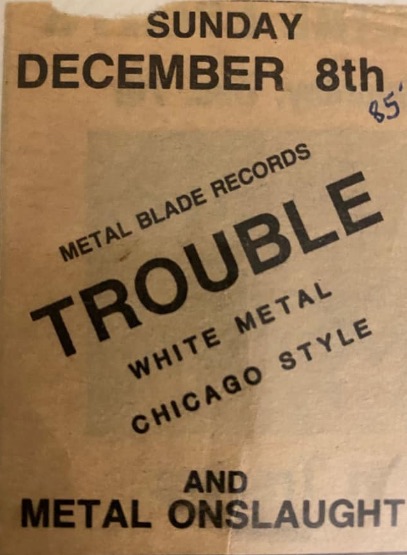 SUNDAY
DECEMBER 8th
85'
METAL BLADE RECORDS
TROUBLE
WHITE METAL
CHICAGO STYLE
AND
METAL ONSLAUGHT